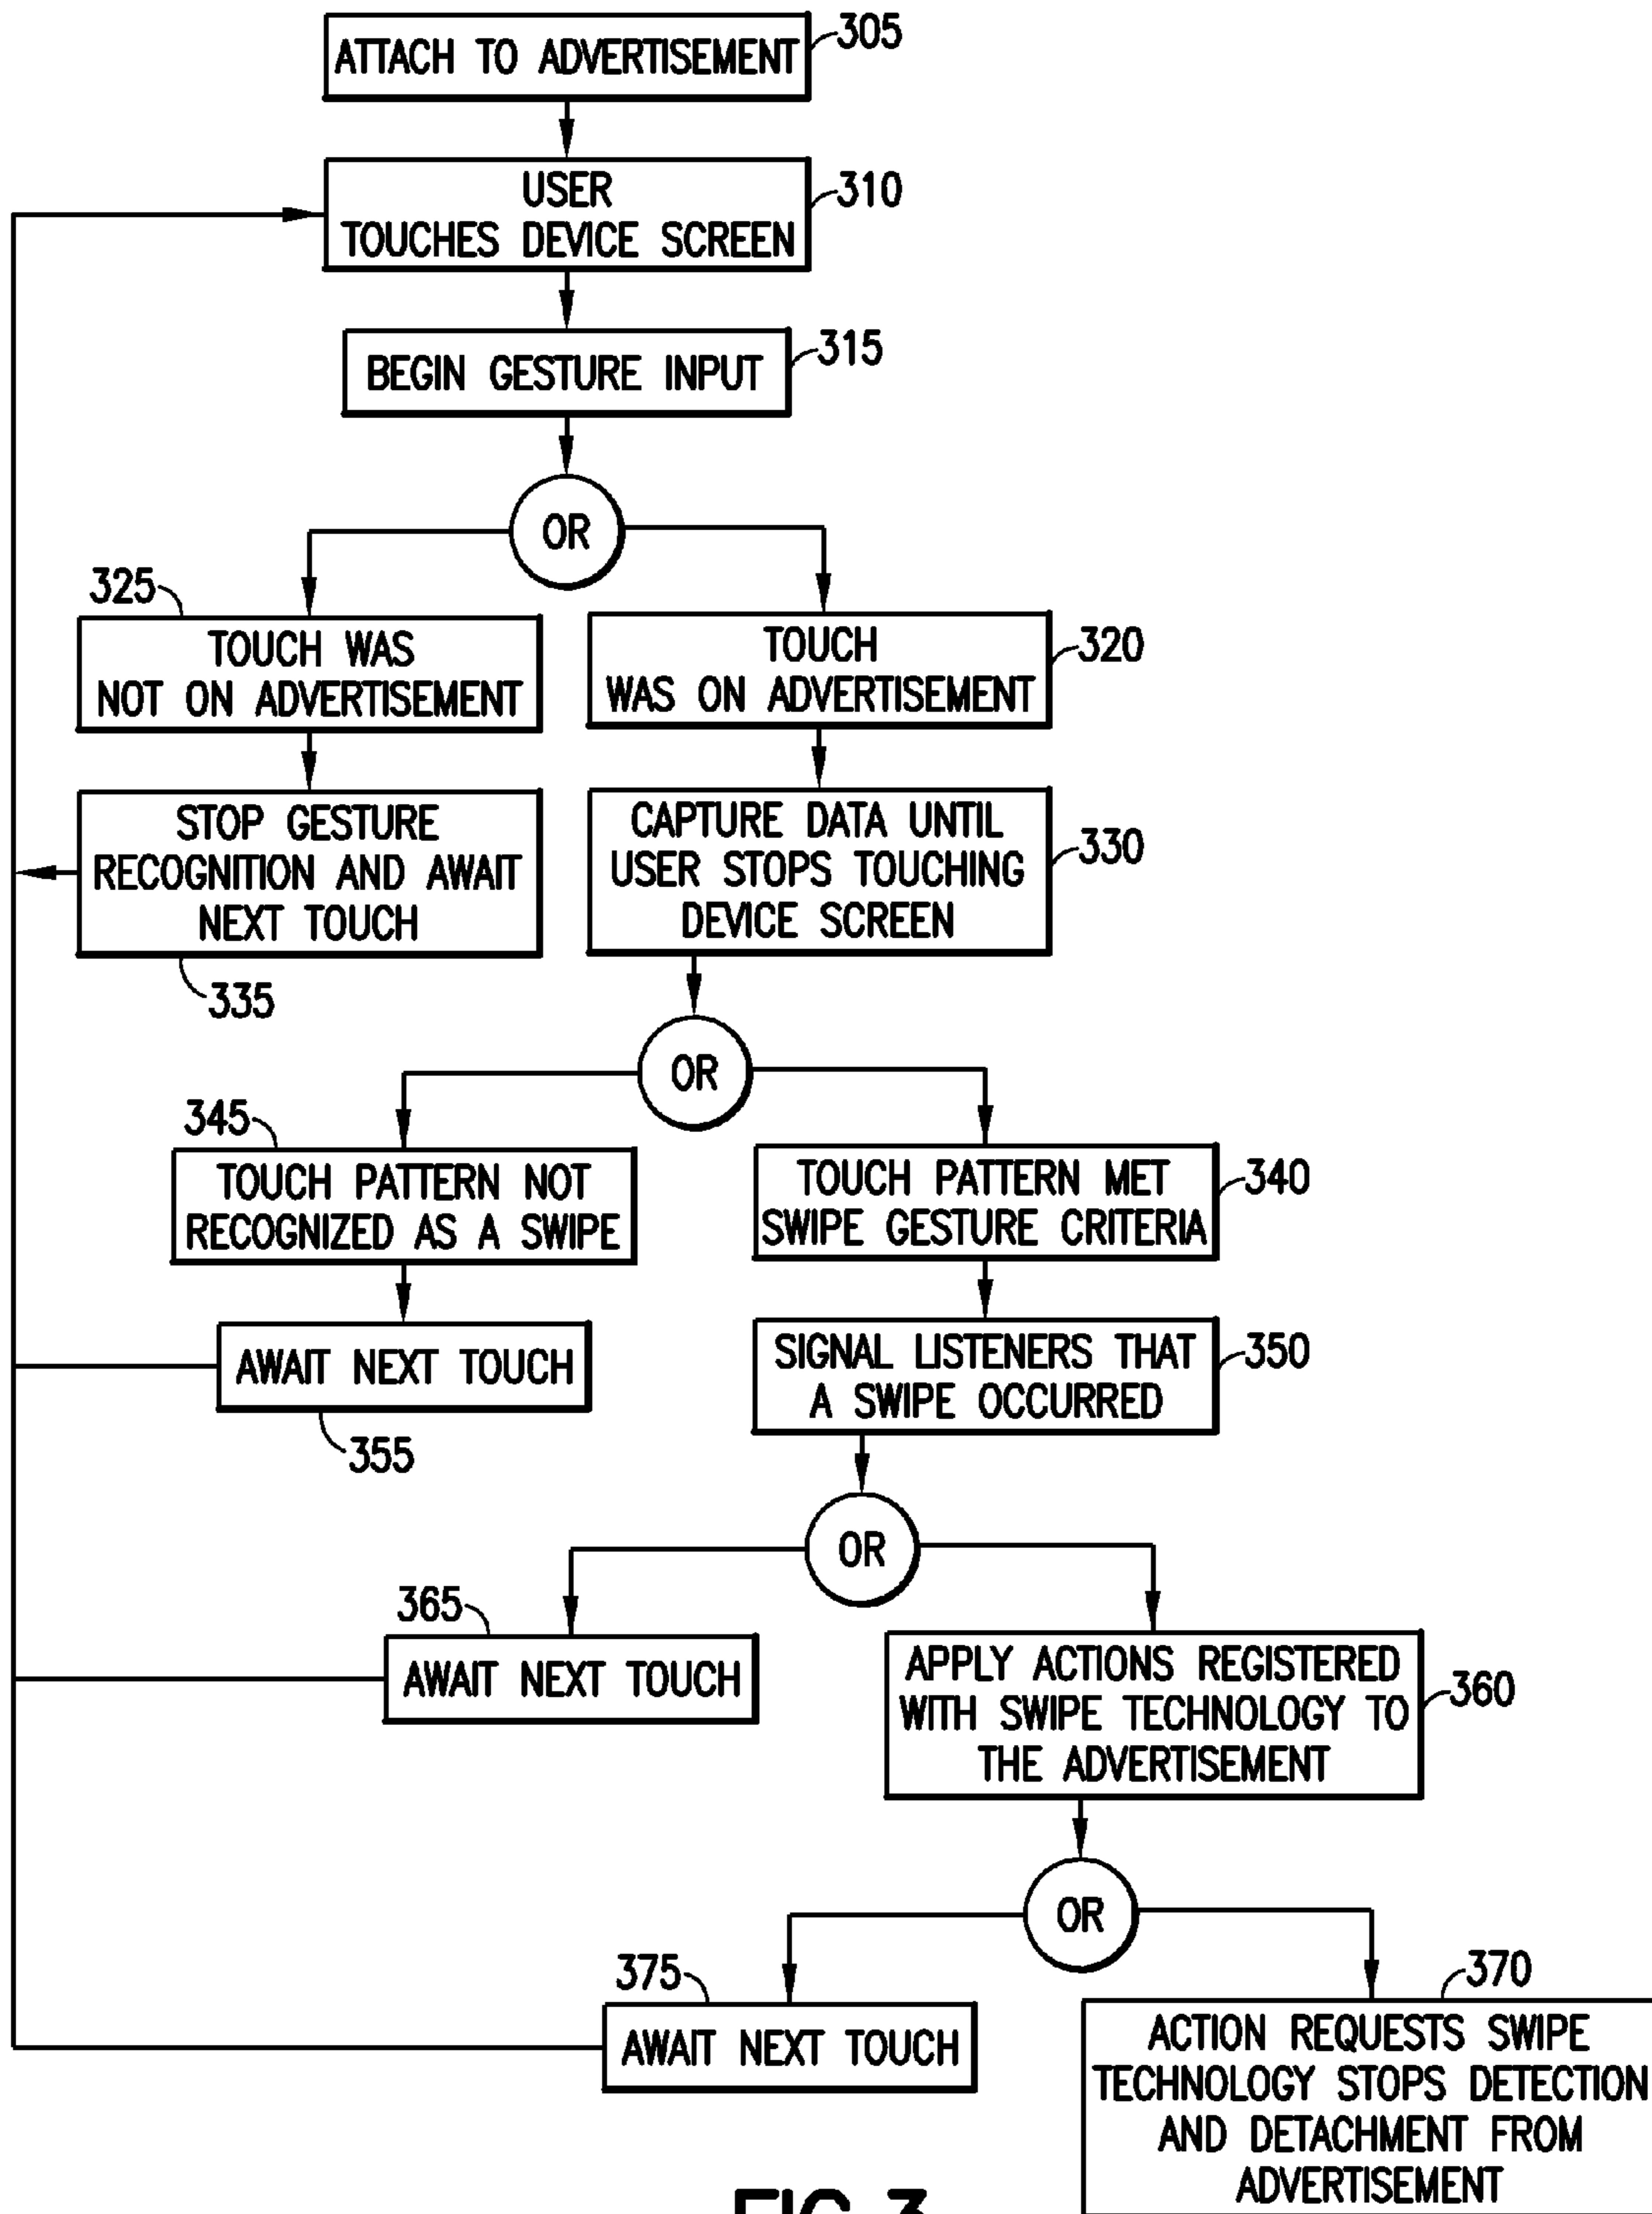 ATTACH TO ADVERTISEMENT
305
USER
TOUCHES DEVICE SCREEN
310
BEGIN GESTURE INPUT
315
OR
325
TOUCH WAS
NOT ON ADVERTISEMENT
TOUCH
WAS ON ADVERTISEMENT
320
STOP GESTURE
RECOGNITION AND AWAIT
NEXT TOUCH
335
CAPTURE DATA UNTIL
USER STOPS TOUCHING
DEVICE SCREEN
330
OR
345
TOUCH PATTERN NOT
RECOGNIZED AS A SWIPE
TOUCH PATTERN MET
SWIPE GESTURE CRITERIA
340
AWAIT NEXT TOUCH
355
SIGNAL LISTENERS THAT
A SWIPE OCCURRED
350
OR
365
AWAIT NEXT TOUCH
APPLY ACTIONS REGISTERED
WITH SWIPE TECHNOLOGY TO
THE ADVERTISEMENT
360
OR
375
AWAIT NEXT TOUCH
370
ACTION REQUESTS SWIPE
TECHNOLOGY STOPS DETECTION
AND DETACHMENT FROM
ADVERTISEMENT
FIG. 3